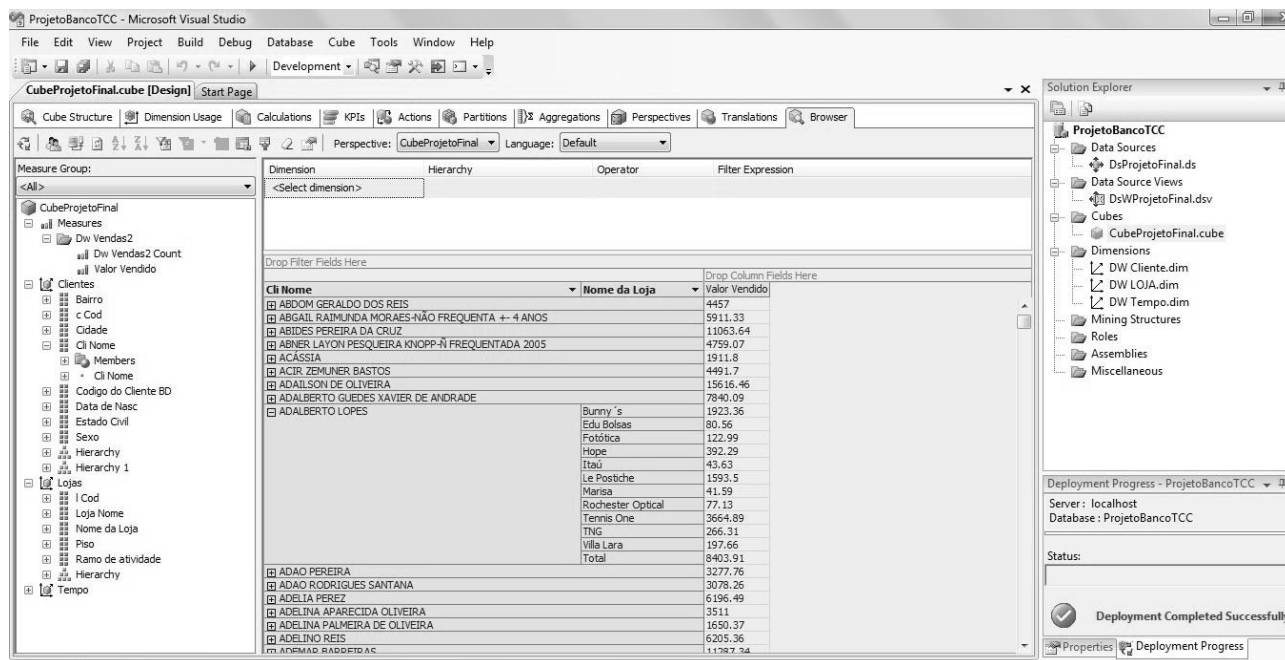 ProjetoBancoTCC - Microsoft Visual Studio
File Edit View Project Build Debug Database Cube Tools Window Help
Development
CubeProjetoFinal.cube [Design] Start Page
Cube Structure Dimension Usage Calculations KPIs Actions Partitions Aggregations Perspectives Translations Browser
Perspective: CubeProjetoFinal Language: Default
Measure Group:
<All>
CubeProjetoFinal
Measures
Dw Vendas2
Dw Vendas2 Count
Valor Vendido
Clientes
Bairro
c Cod
Cidade
Cli Nome
Members
Cli Nome
Codigo do Cliente BD
Data de Nasc
Estado Civil
Sexo
Hierarchy
Hierarchy 1
Lojas
l Cod
Loja Nome
Nome da Loja
Piso
Ramo de atividade
Hierarchy
Tempo
Dimension Hierarchy Operator Filter Expression
<Select dimension>
Drop Filter Fields Here
Drop Column Fields Here
Cli Nome Nome da Loja Valor Vendido
ABDOM GERALDO DOS REIS 4457
ABGAIL RAIMUNDA MORAES-NÃO FREQUENTA +- 4 ANOS 5911.33
ABIDES PEREIRA DA CRUZ 11063.64
ABNER LAYON PESQUEIRA KNOPP-Ñ FREQUENTADA 2005 4759.07
ACÁSSIA 1911.8
ACIR ZEMUNER BASTOS 4491.7
ADAILSON DE OLIVEIRA 15616.46
ADALBERTO GUEDES XAVIER DE ANDRADE 7840.09
ADALBERTO LOPES Bunny´s 1923.36
Edu Bolsas 80.56
Fotótica 122.99
Hope 392.29
Itaú 43.63
Le Postiche 1593.5
Marisa 41.59
Rochester Optical 77.13
Tennis One 3664.89
TNG 266.31
Villa Lara 197.66
Total 8403.91
ADAO PEREIRA 3277.76
ADAO RODRIGUES SANTANA 3078.26
ADELIA PEREZ 6196.49
ADELINA APARECIDA OLIVEIRA 3511
ADELINA PALMEIRA DE OLIVEIRA 1650.37
ADELINO REIS 6205.36
ADEMAR BARREIRAS 11287.34
Solution Explorer
ProjetoBancoTCC
Data Sources
DsProjetoFinal.ds
Data Source Views
DsWProjetoFinal.dsv
Cubes
CubeProjetoFinal.cube
Dimensions
DW Cliente.dim
DW LOJA.dim
DW Tempo.dim
Mining Structures
Roles
Assemblies
Miscellaneous
Deployment Progress - ProjetoBancoTCC
Server : localhost
Database : ProjetoBancoTCC
Status:
Deployment Completed Successfully
Properties Deployment Progress